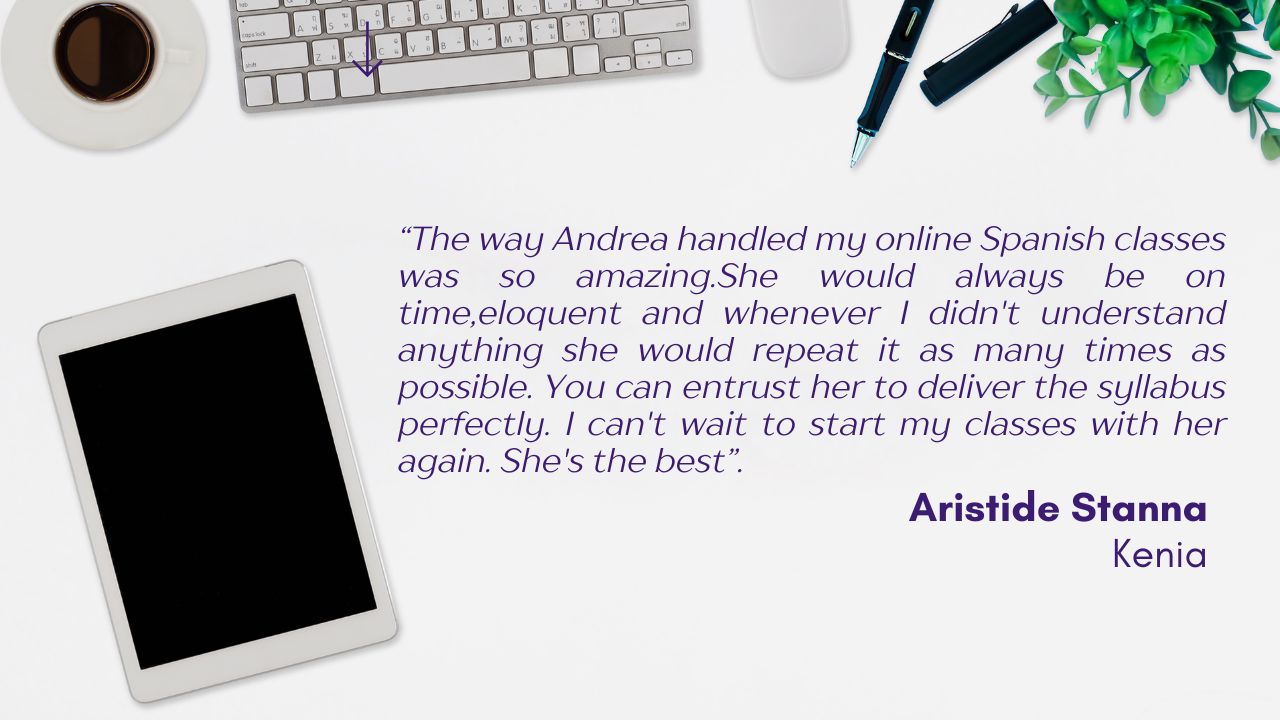 “The way Andrea handled my online Spanish classes
was so amazing.She would always be on
time,eloquent and whenever I didn't understand
anything she would repeat it as many times as
possible. You can entrust her to deliver the syllabus
perfectly. I can't wait to start my classes with her
again. She's the best”.
Aristide Stanna
Kenia